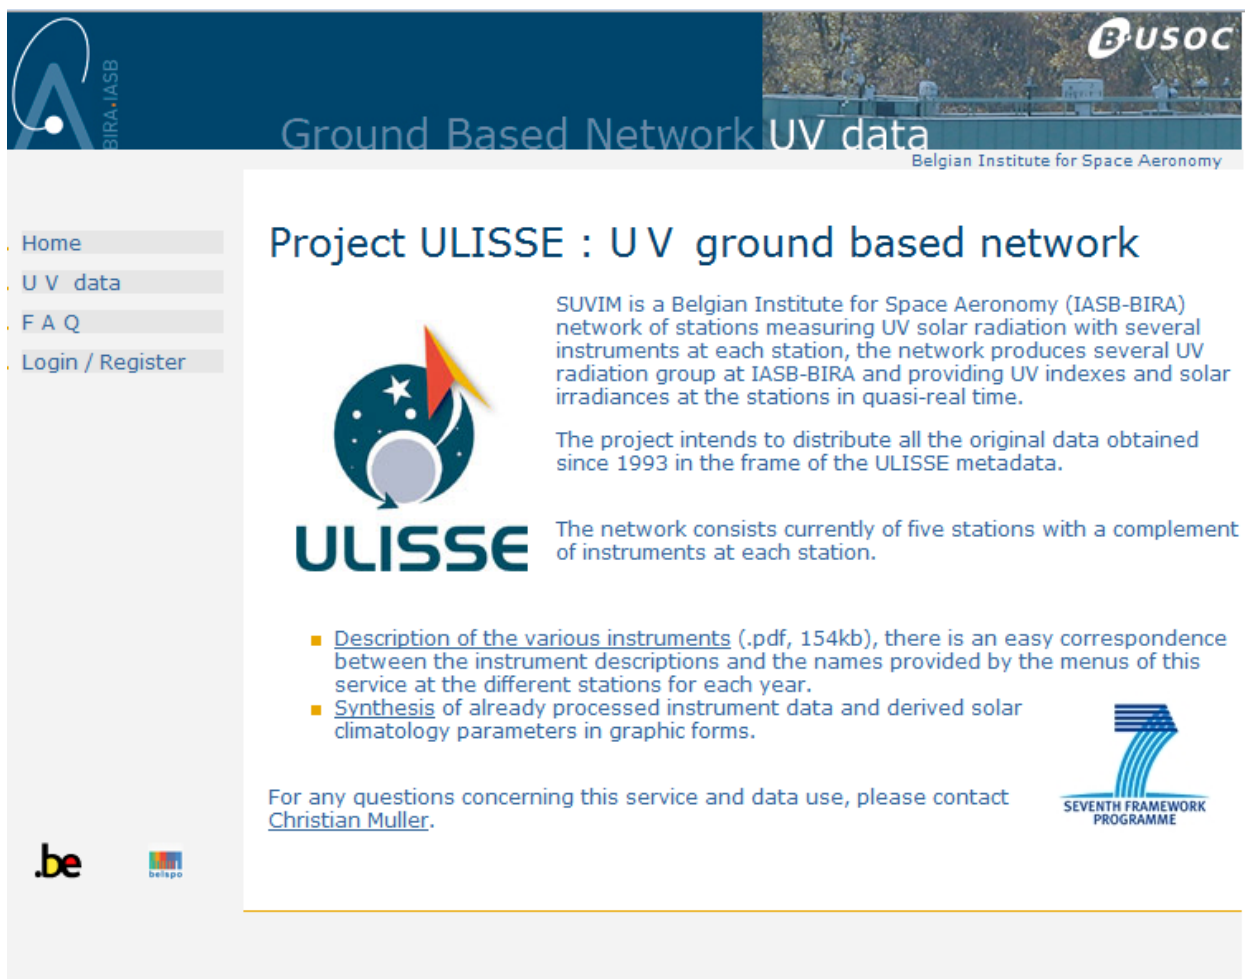 BIRA•IASB
B.USOC
Ground Based Network UV data
Belgian Institute for Space Aeronomy
Home
U V data
F A Q
Login / Register
Project ULISSE : U V ground based network
SUVIM is a Belgian Institute for Space Aeronomy (IASB-BIRA)
network of stations measuring UV solar radiation with several
instruments at each station, the network produces several UV
radiation group at IASB-BIRA and providing UV indexes and solar
irradiances at the stations in quasi-real time.
The project intends to distribute all the original data obtained
since 1993 in the frame of the ULISSE metadata.
The network consists currently of five stations with a complement
of instruments at each station.
ULISSE
Description of the various instruments (.pdf, 154kb), there is an easy correspondence
between the instrument descriptions and the names provided by the menus of this
service at the different stations for each year.
Synthesis of already processed instrument data and derived solar
climatology parameters in graphic forms.
7
SEVENTH FRAMEWORK
PROGRAMME
For any questions concerning this service and data use, please contact
Christian Muller.
.be
belspo